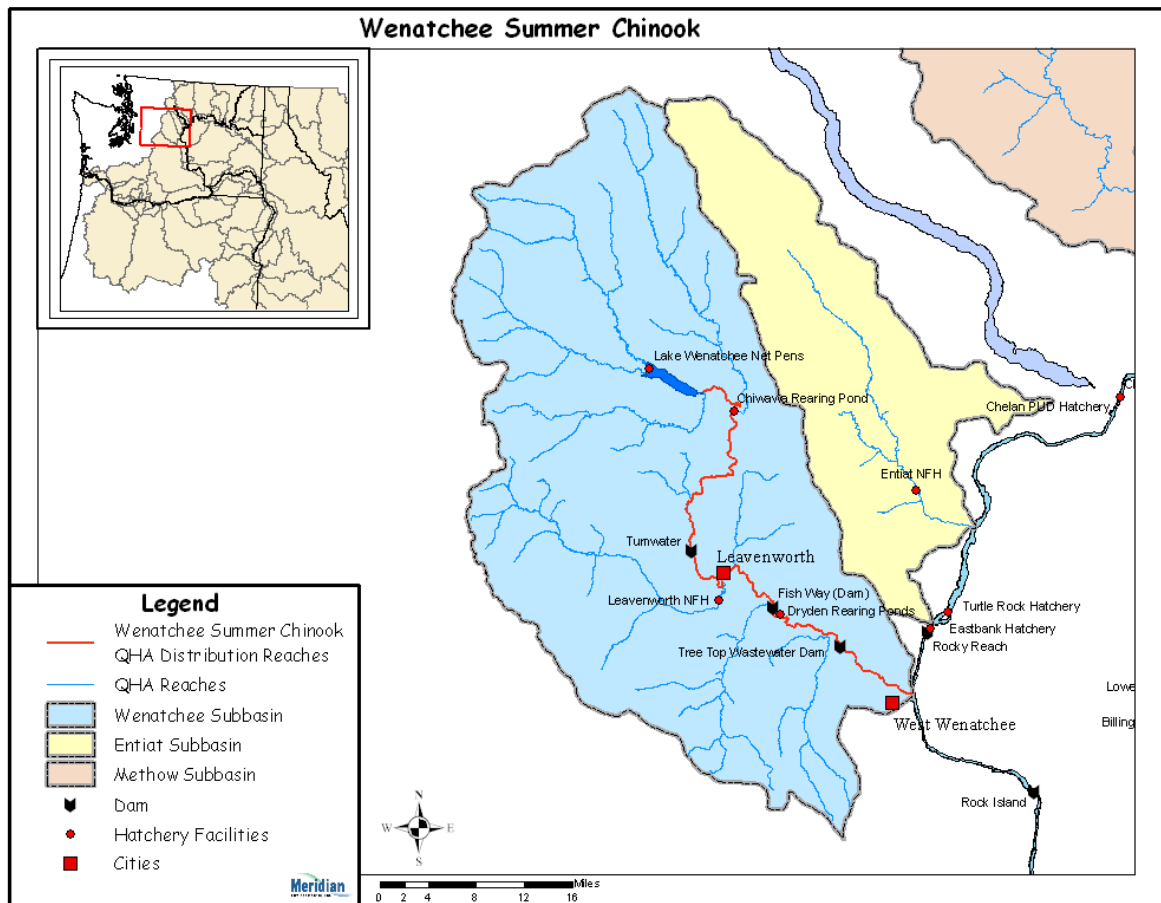 Wenatchee Summer Chinook
Lake Wenatchee Net Pens
Chiwawa Rearing Pond
Chelan PUD Hatchery
Entiat NFH
Tumwater
Leavenworth
Leavenworth NFH
Fish Way (Dam)
Dryden Rearing Ponds
Turtle Rock Hatchery
Eastbank Hatchery
Rocky Reach
Tree Top Wastewater Dam
Lowe
West Wenatchee
Billing
Rock Island
Legend
Wenatchee Summer Chinook
QHA Distribution Reaches
QHA Reaches
Wenatchee Subbasin
Entiat Subbasin
Methow Subbasin
Dam
Hatchery Facilities
Cities
Meridian
N
W E
S
Miles
0 2 4 8 12 16